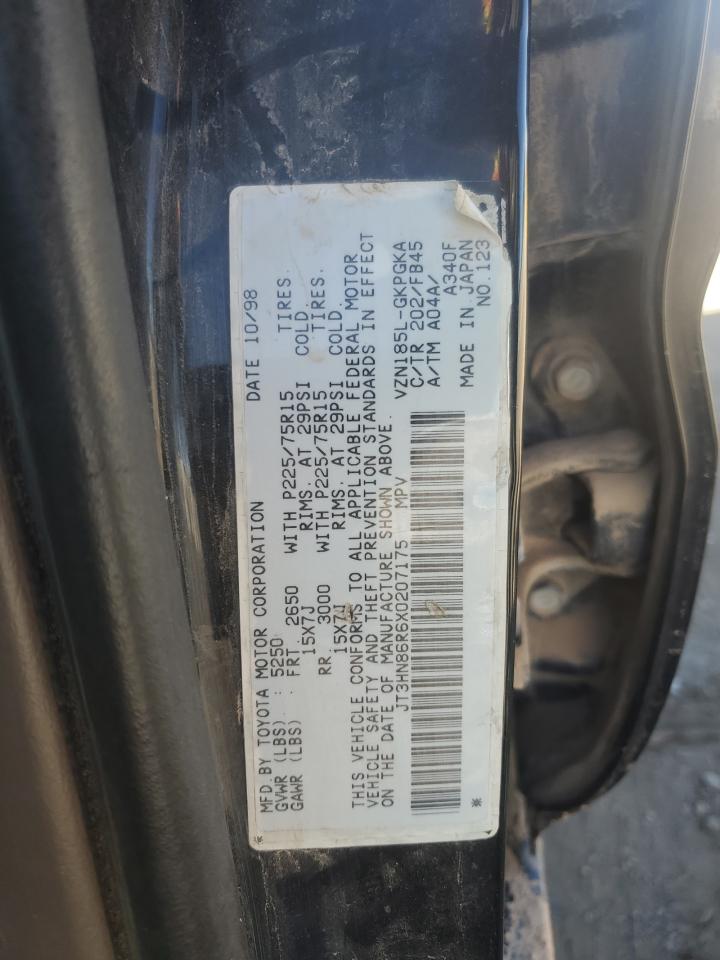 MFD. BY TOYOTA MOTOR CORPORATION DATE 10/98
GVWR (LBS). : 5250
GAWR (LBS) . FRT. 2650 WITH P225/75R15 TIRES.
15X7J RIMS. AT 29PSI COLD.
RR. 3000 WITH P225/75R15 TIRES.
15X7J RIMS. AT 29PSI COLD.
THIS VEHICLE CONFORMS TO ALL APPLICABLE FEDERAL MOTOR
VEHICLE SAFETY AND THEFT PREVENTION STANDARDS IN EFFECT
ON THE DATE OF MANUFACTURE SHOWN ABOVE.
JT3HN86R6X0207175 MPV VZN185L-GKPGKA
C/TR 202/FB45
A/TM A04A/
A340F
MADE IN JAPAN
NO.123